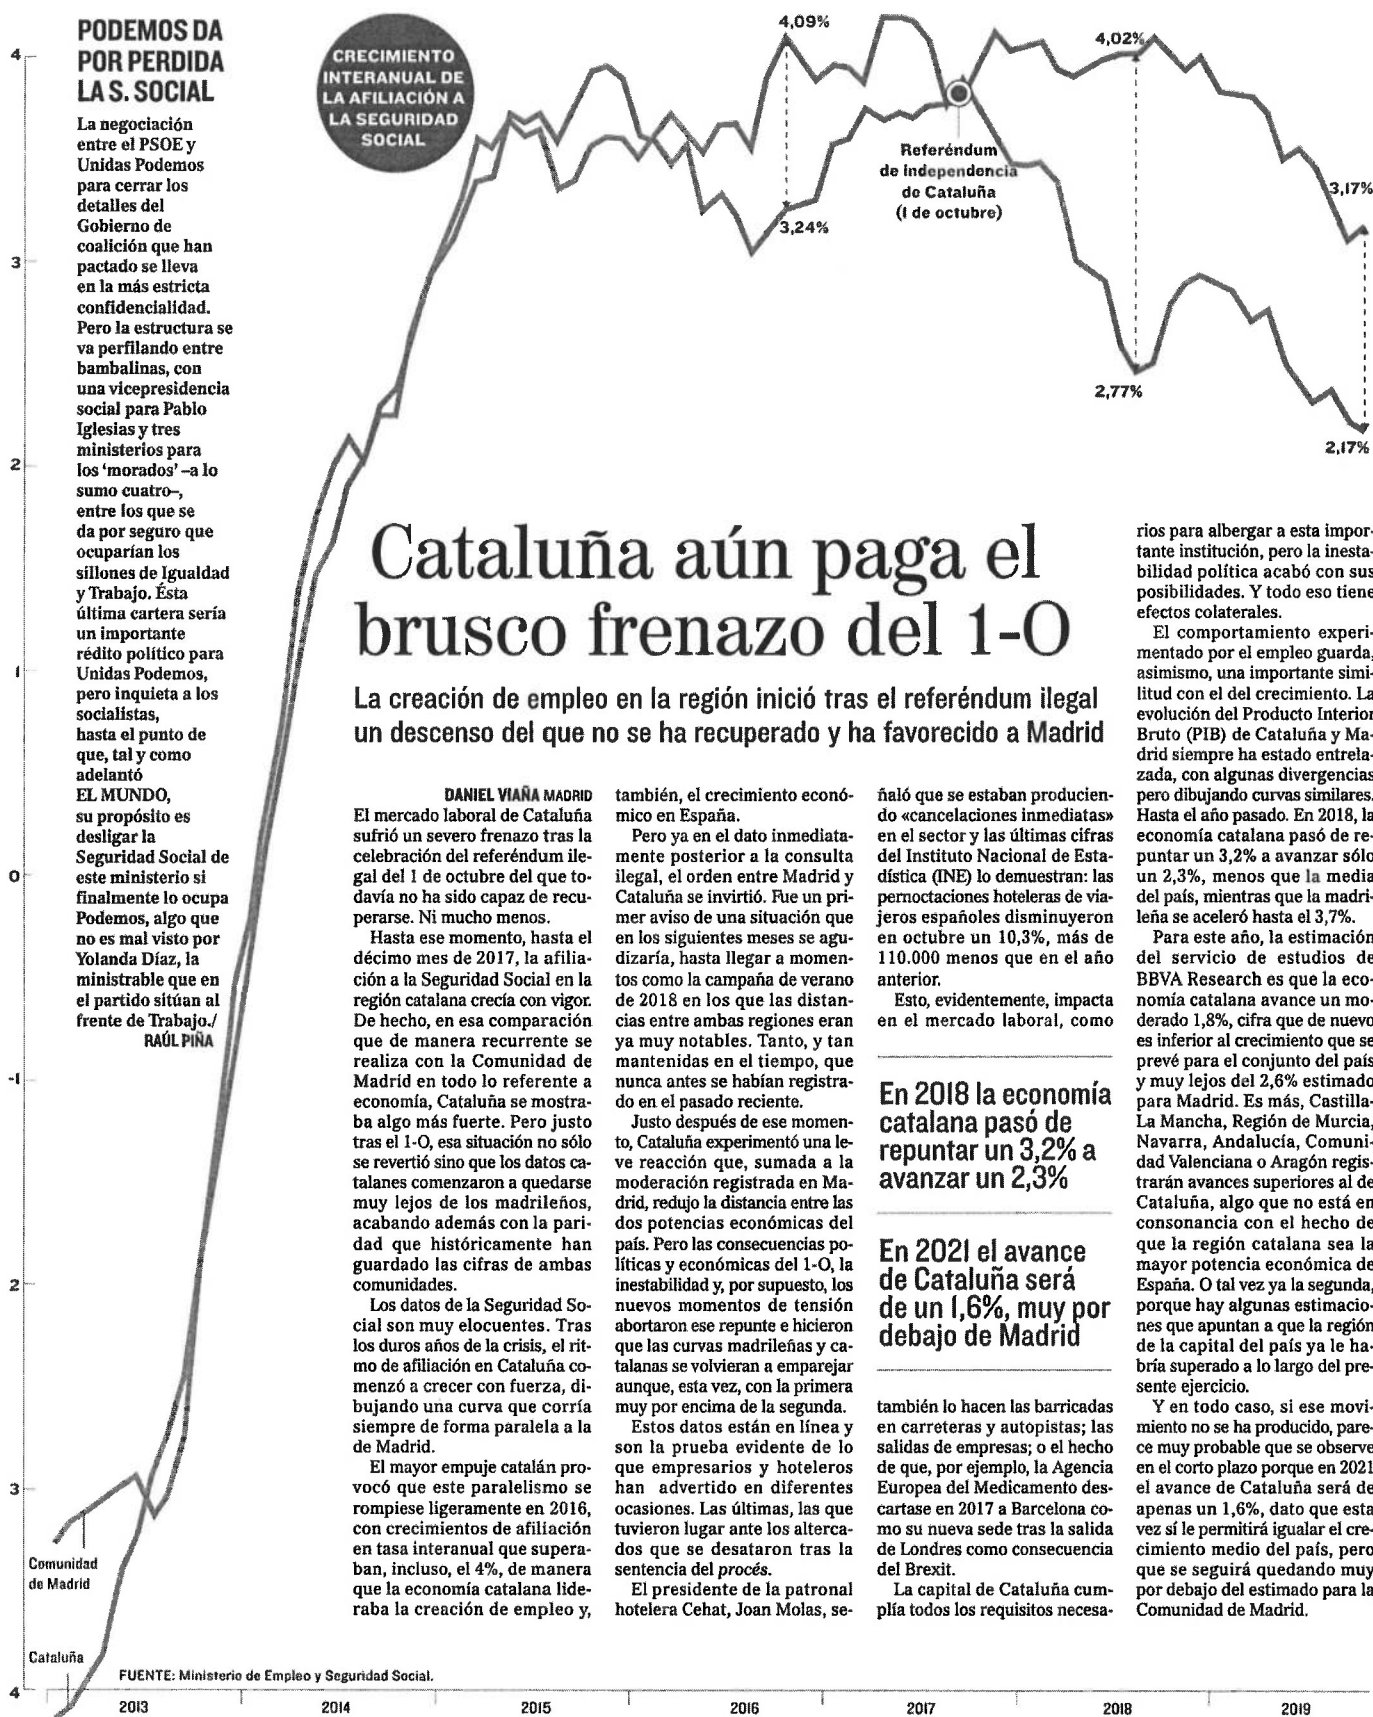 PODEMOS DA
POR PERDIDA
LA S. SOCIAL
La negociación
entre el PSOE y
Unidas Podemos
para cerrar los
detalles del
Gobierno de
coalición que han
pactado se lleva
en la más estricta
confidencialidad.
Pero la estructura se
va perfilando entre
bambalinas, con
una vicepresidencia
social para Pablo
Iglesias y tres
ministerios para
los ‘morados’ –a lo
sumo cuatro–,
entre los que se
da por seguro que
ocuparían los
sillones de Igualdad
y Trabajo. Ésta
última cartera sería
un importante
rédito político para
Unidas Podemos,
pero inquieta a los
socialistas,
hasta el punto de
que, tal y como
adelantó
EL MUNDO,
su propósito es
desligar la
Seguridad Social de
este ministerio si
finalmente lo ocupa
Podemos, algo que
no es mal visto por
Yolanda Díaz, la
ministrable que en
el partido sitúan al
frente de Trabajo./
RAÚL PIÑA
CRECIMIENTO
INTERANUAL DE
LA AFILIACIÓN A
LA SEGURIDAD
SOCIAL
4,09%
3,24%
Referéndum
de independencia
de Cataluña
(1 de octubre)
4,02%
2,77%
3,17%
2,17%
4
3
2
1
0
-1
2
3
4
Comunidad
de Madrid
Cataluña
FUENTE: Ministerio de Empleo y Seguridad Social.
2013
2014
2015
2016
2017
2018
2019
Cataluña aún paga el
brusco frenazo del 1-O
La creación de empleo en la región inició tras el referéndum ilegal
un descenso del que no se ha recuperado y ha favorecido a Madrid
DANIEL VIAÑA MADRID
El mercado laboral de Cataluña
sufrió un severo frenazo tras la
celebración del referéndum ile-
gal del 1 de octubre del que to-
davía no ha sido capaz de recu-
perarse. Ni mucho menos.
Hasta ese momento, hasta el
décimo mes de 2017, la afilia-
ción a la Seguridad Social en la
región catalana crecía con vigor.
De hecho, en esa comparación
que de manera recurrente se
realiza con la Comunidad de
Madrid en todo lo referente a
economía, Cataluña se mostra-
ba algo más fuerte. Pero justo
tras el 1-O, esa situación no sólo
se revertió sino que los datos ca-
talanes comenzaron a quedarse
muy lejos de los madrileños,
acabando además con la pari-
dad que históricamente han
guardado las cifras de ambas
comunidades.
Los datos de la Seguridad So-
cial son muy elocuentes. Tras
los duros años de la crisis, el rit-
mo de afiliación en Cataluña co-
menzó a crecer con fuerza, di-
bujando una curva que corría
siempre de forma paralela a la
de Madrid.
El mayor empuje catalán pro-
vocó que este paralelismo se
rompiese ligeramente en 2016,
con crecimientos de afiliación
en tasa interanual que supera-
ban, incluso, el 4%, de manera
que la economía catalana lide-
raba la creación de empleo y,
también, el crecimiento econó-
mico en España.
Pero ya en el dato inmediata-
mente posterior a la consulta
ilegal, el orden entre Madrid y
Cataluña se invirtió. Fue un pri-
mer aviso de una situación que
en los siguientes meses se agu-
dizaría, hasta llegar a momen-
tos como la campaña de verano
de 2018 en los que las distan-
cias entre ambas regiones eran
ya muy notables. Tanto, y tan
mantenidas en el tiempo, que
nunca antes se habían registra-
do en el pasado reciente.
Justo después de ese momen-
to, Cataluña experimentó una le-
ve reacción que, sumada a la
moderación registrada en Ma-
drid, redujo la distancia entre las
dos potencias económicas del
país. Pero las consecuencias po-
líticas y económicas del 1-O, la
inestabilidad y, por supuesto, los
nuevos momentos de tensión
abortaron ese repunte e hicieron
que las curvas madrileñas y ca-
talanas se volvieran a emparejar
aunque, esta vez, con la primera
muy por encima de la segunda.
Estos datos están en línea y
son la prueba evidente de lo
que empresarios y hoteleros
han advertido en diferentes
ocasiones. Las últimas, las que
tuvieron lugar ante los alterca-
dos que se desataron tras la
sentencia del procés.
El presidente de la patronal
hotelera Cehat, Joan Molas, se-
ñaló que se estaban producien-
do «cancelaciones inmediatas»
en el sector y las últimas cifras
del Instituto Nacional de Esta-
dística (INE) lo demuestran: las
pernoctaciones hoteleras de via-
jeros españoles disminuyeron
en octubre un 10,3%, más de
110.000 menos que en el año
anterior.
Esto, evidentemente, impacta
en el mercado laboral, como
En 2018 la economía
catalana pasó de
repuntar un 3,2% a
avanzar un 2,3%
En 2021 el avance
de Cataluña será
de un 1,6%, muy por
debajo de Madrid
también lo hacen las barricadas
en carreteras y autopistas; las
salidas de empresas; o el hecho
de que, por ejemplo, la Agencia
Europea del Medicamento des-
cartase en 2017 a Barcelona co-
mo su nueva sede tras la salida
de Londres como consecuencia
del Brexit.
La capital de Cataluña cum-
plía todos los requisitos necesa-
rios para albergar a esta impor-
tante institución, pero la inesta-
bilidad política acabó con sus
posibilidades. Y todo eso tiene
efectos colaterales.
El comportamiento experi-
mentado por el empleo guarda,
asimismo, una importante simi-
litud con el del crecimiento. La
evolución del Producto Interior
Bruto (PIB) de Cataluña y Ma-
drid siempre ha estado entrela-
zada, con algunas divergencias
pero dibujando curvas similares.
Hasta el año pasado. En 2018, la
economía catalana pasó de re-
puntar un 3,2% a avanzar sólo
un 2,3%, menos que la media
del país, mientras que la madri-
leña se aceleró hasta el 3,7%.
Para este año, la estimación
del servicio de estudios de
BBVA Research es que la eco-
nomía catalana avance un mo-
derado 1,8%, cifra que de nuevo
es inferior al crecimiento que se
prevé para el conjunto del país
y muy lejos del 2,6% estimado
para Madrid. Es más, Castilla-
La Mancha, Región de Murcia,
Navarra, Andalucía, Comuni-
dad Valenciana o Aragón regis-
trarán avances superiores al de
Cataluña, algo que no está en
consonancia con el hecho de
que la región catalana sea la
mayor potencia económica de
España. O tal vez ya la segunda,
porque hay algunas estimacio-
nes que apuntan a que la región
de la capital del país ya le ha-
bría superado a lo largo del pre-
sente ejercicio.
Y en todo caso, si ese movi-
miento no se ha producido, pare-
ce muy probable que se observe
en el corto plazo porque en 2021
el avance de Cataluña será de
apenas un 1,6%, dato que esta
vez sí le permitirá igualar el cre-
cimiento medio del país, pero
que se seguirá quedando muy
por debajo del estimado para la
Comunidad de Madrid.